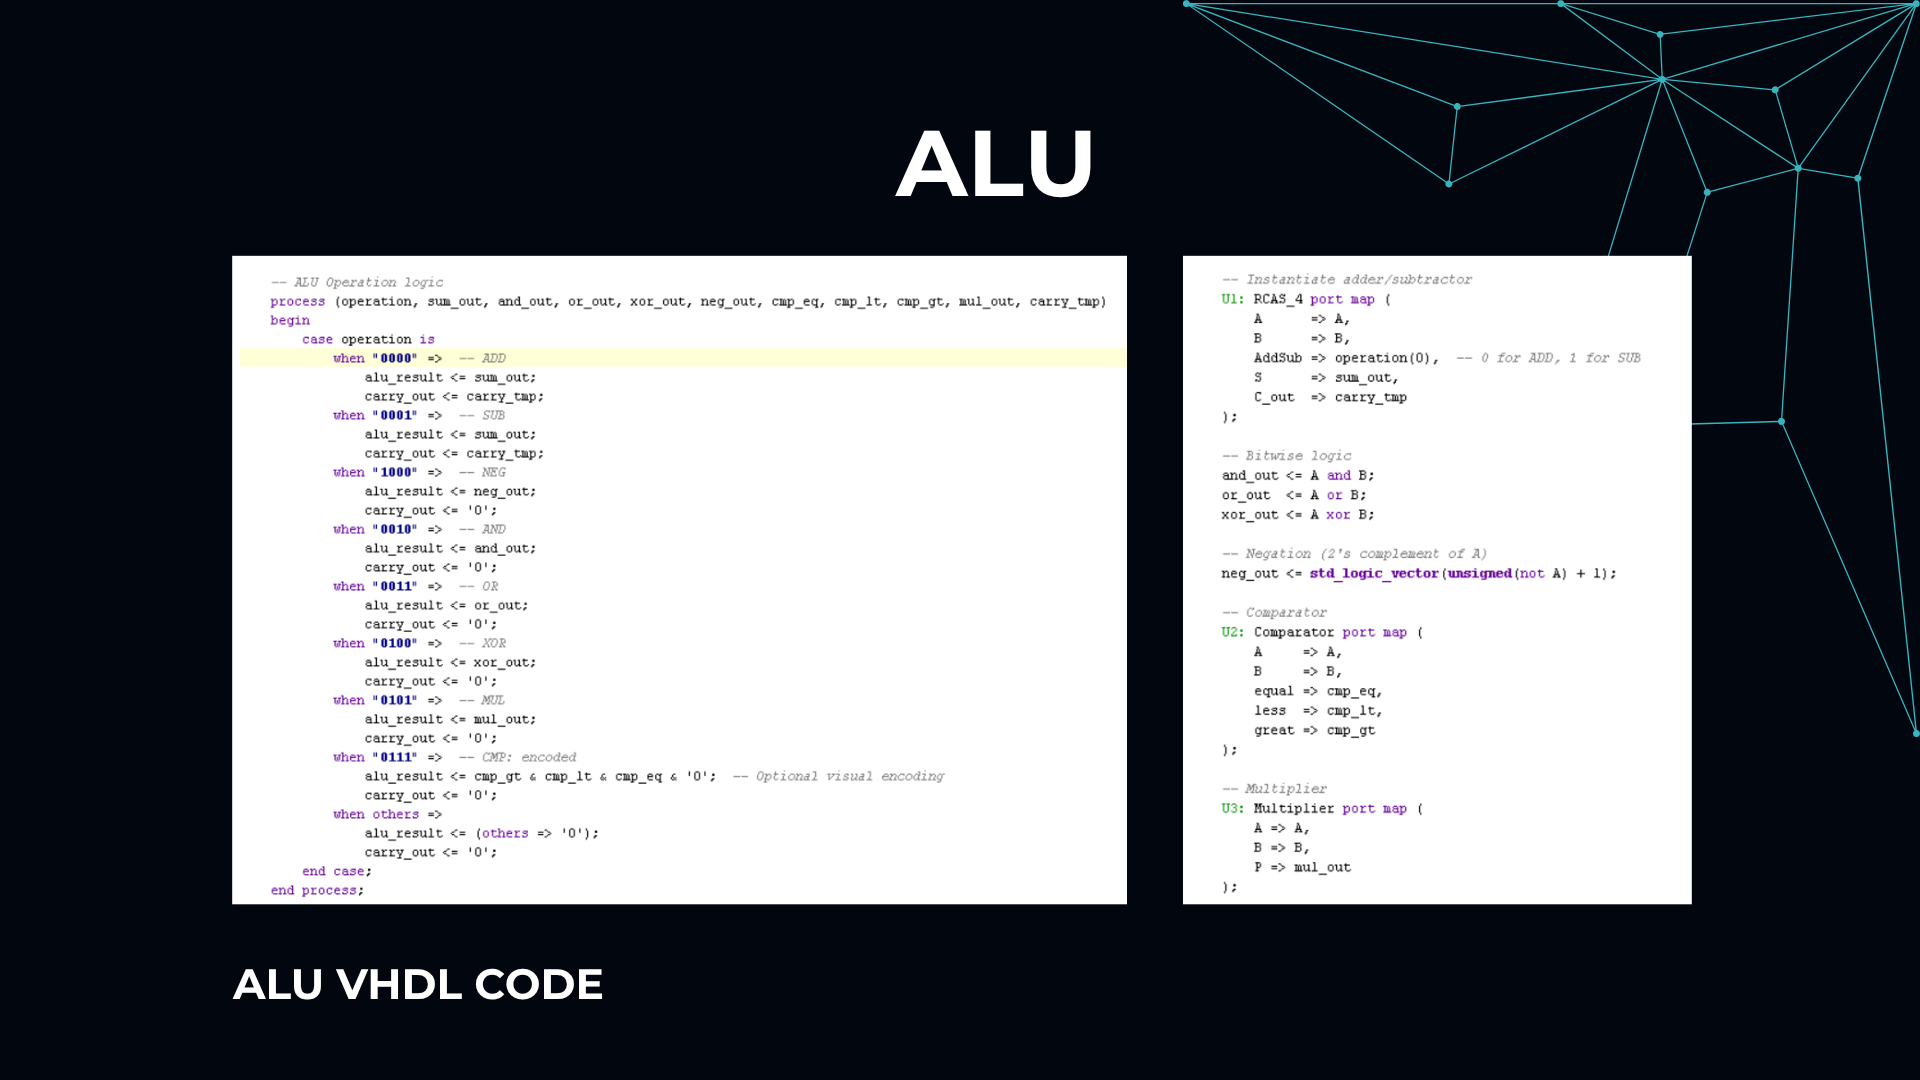 ALU
-- ALU Operation logic
process (operation, sum_out, and_out, or_out, xor_out, neg_out, cmp_eq, cmp_lt, cmp_gt, mul_out, carry_tmp)
begin
    case operation is
        when "0000" =>  -- ADD
            alu_result <= sum_out;
            carry_out <= carry_tmp;
        when "0001" =>  -- SUB
            alu_result <= sum_out;
            carry_out <= carry_tmp;
        when "1000" =>  -- NEG
            alu_result <= neg_out;
            carry_out <= '0';
        when "0010" =>  -- AND
            alu_result <= and_out;
            carry_out <= '0';
        when "0011" =>  -- OR
            alu_result <= or_out;
            carry_out <= '0';
        when "0100" =>  -- XOR
            alu_result <= xor_out;
            carry_out <= '0';
        when "0101" =>  -- MUL
            alu_result <= mul_out;
            carry_out <= '0';
        when "0111" =>  -- CMP: encoded
            alu_result <= cmp_gt & cmp_lt & cmp_eq & '0';  -- Optional visual encoding
            carry_out <= '0';
        when others =>
            alu_result <= (others => '0');
            carry_out <= '0';
    end case;
end process;
-- Instantiate adder/subtractor
U1: RCAS_4 port map (
    A      => A,
    B      => B,
    AddSub => operation(0),  -- 0 for ADD, 1 for SUB
    S      => sum_out,
    C_out  => carry_tmp
);
-- Bitwise logic
and_out <= A and B;
or_out  <= A or B;
xor_out <= A xor B;
-- Negation (2's complement of A)
neg_out <= std_logic_vector(unsigned(not A) + 1);
-- Comparator
U2: Comparator port map (
    A     => A,
    B     => B,
    equal => cmp_eq,
    less  => cmp_lt,
    great => cmp_gt
);
-- Multiplier
U3: Multiplier port map (
    A => A,
    B => B,
    P => mul_out
);
ALU VHDL CODE